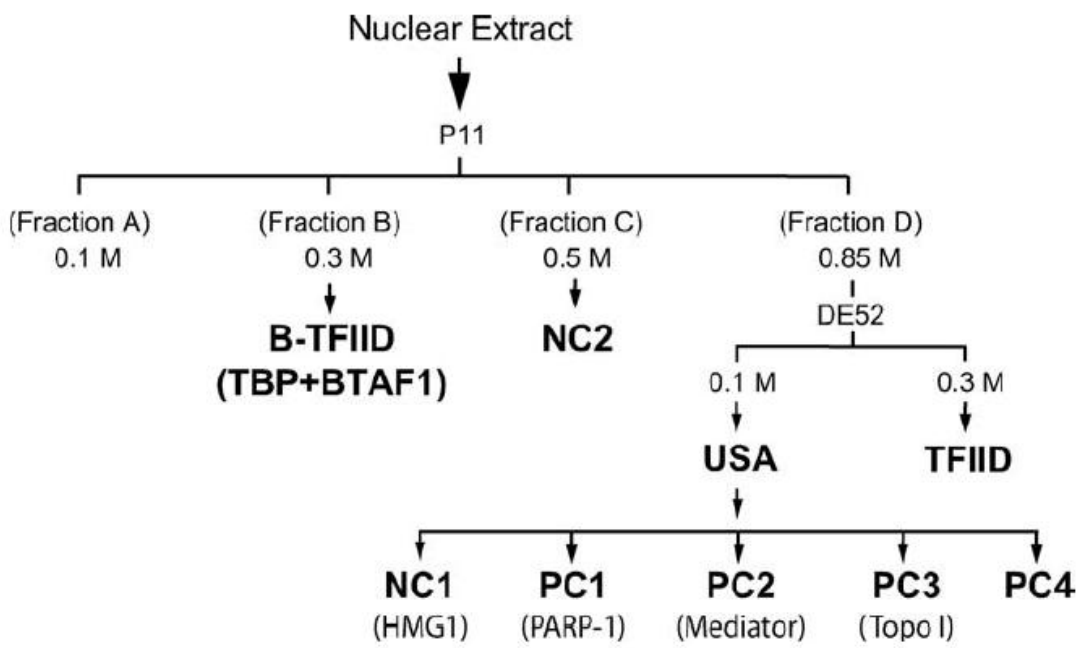 Nuclear Extract
P11
(Fraction A)
0.1 M
(Fraction B)
0.3 M
(Fraction C)
0.5 M
(Fraction D)
0.85 M
B-TFIID
(TBP+BTAF1)
NC2
DE52
0.1 M
0.3 M
USA
TFIID
NC1
(HMG1)
PC1
(PARP-1)
PC2
(Mediator)
PC3
(Topo I)
PC4